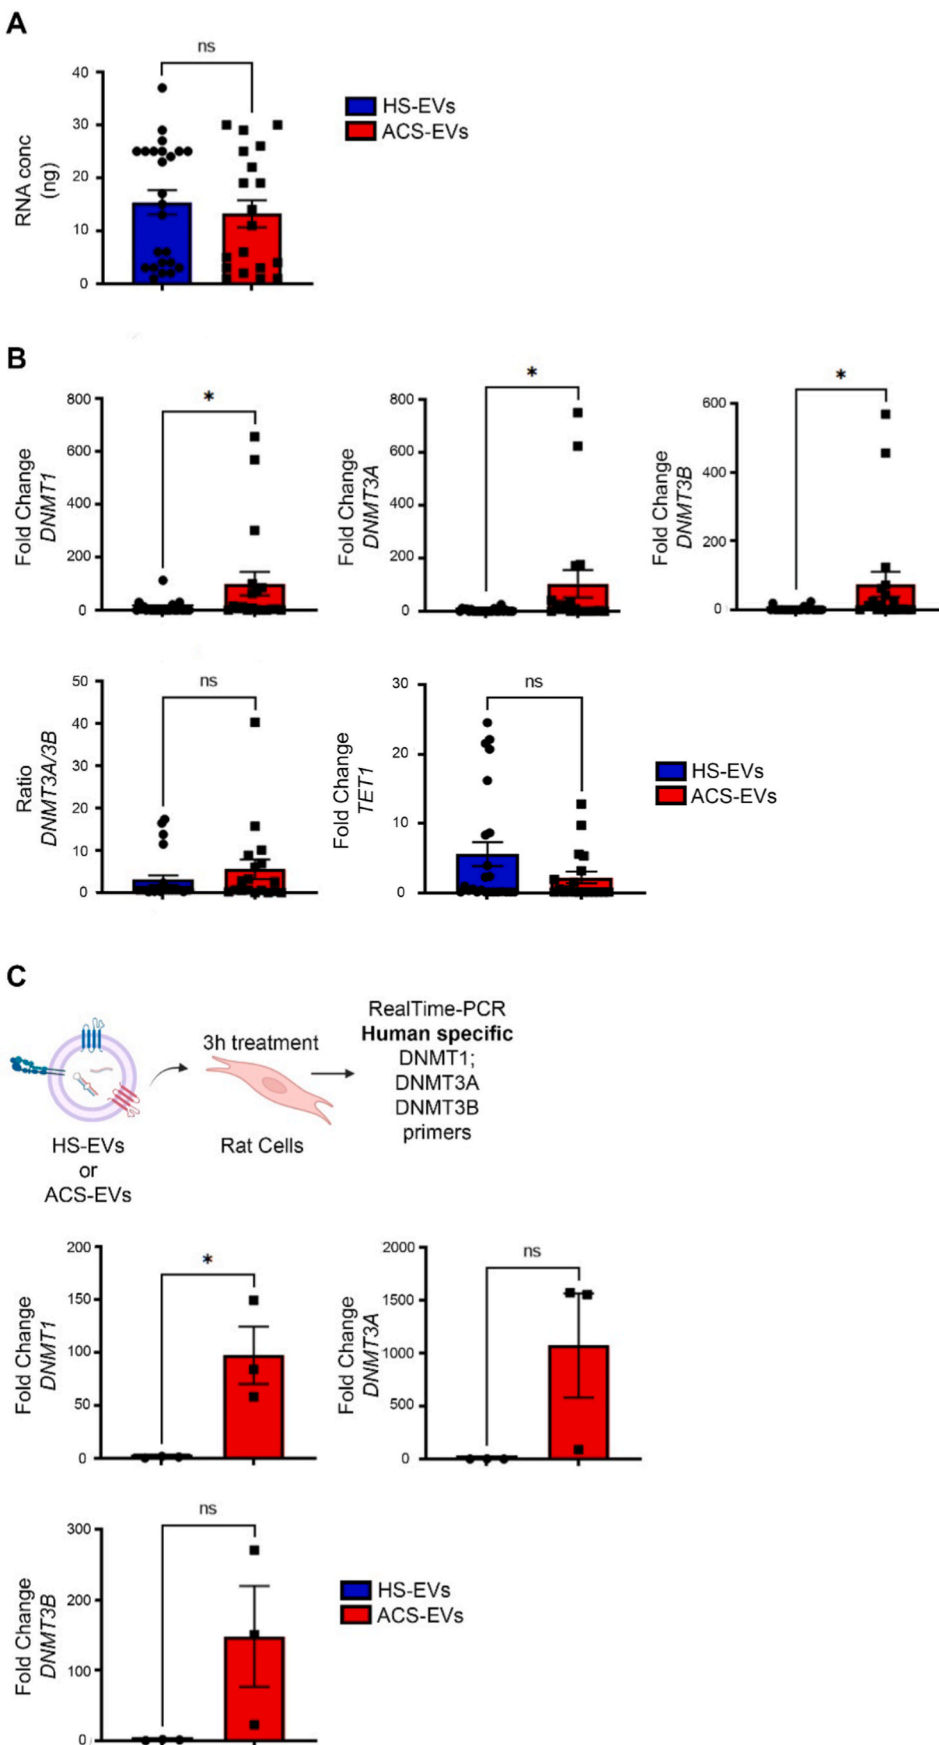 A
ns
40
30
20
10
0
RNA conc
(ng)
HS-EVs
ACS-EVs
B
*
800
600
400
200
0
Fold Change
DNMT1
*
800
600
400
200
0
Fold Change
DNMT3A
*
600
400
200
0
Fold Change
DNMT3B
ns
50
40
30
20
10
0
Ratio
DNMT3A/3B
ns
30
20
10
0
Fold Change
TET1
HS-EVs
ACS-EVs
C
HS-EVs
or
ACS-EVs
3h treatment
Rat Cells
RealTime-PCR
Human specific
DNMT1;
DNMT3A
DNMT3B
primers
*
200
150
100
50
0
Fold Change
DNMT1
ns
2000
1500
1000
500
0
Fold Change
DNMT3A
ns
300
200
100
0
Fold Change
DNMT3B
HS-EVs
ACS-EVs